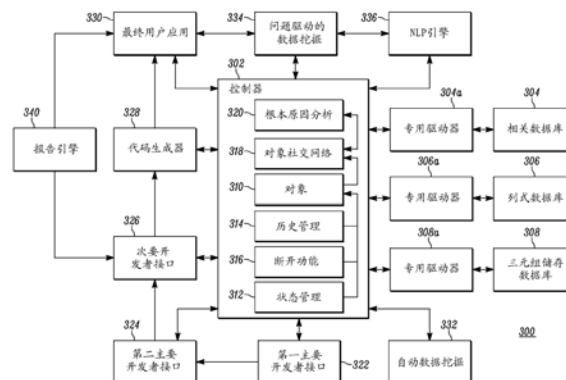 330
最终用户应用
334
问题驱动的
数据挖掘
336
NLP引擎
302
控制器
340
报告引擎
328
代码生成器
320
根本原因分析
318
对象社交网络
310
对象
314
历史管理
316
断开功能
312
状态管理
304a
专用驱动器
304
相关数据库
306a
专用驱动器
306
列式数据库
308a
专用驱动器
308
三元组储存
数据库
326
次要开
发者接口
324
第二主要
开发者接口
第一主要
开发者接口
322
332
自动数据挖掘
300